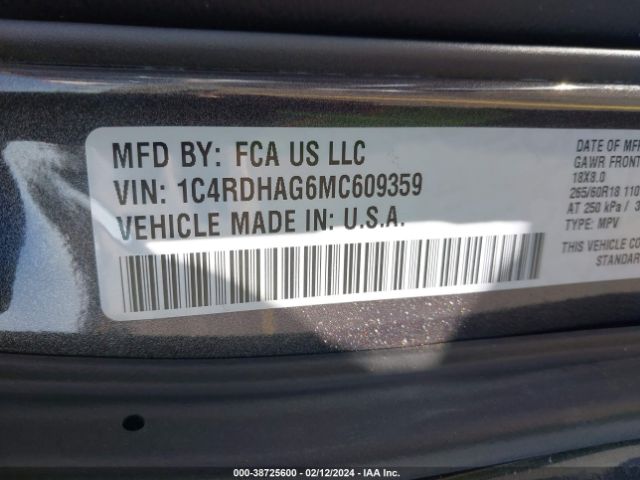 MFD BY: FCA US LLC
VIN: 1C4RDHAG6MC609359
VEHICLE MADE IN: U.S.A.
DATE OF MFR
GAWR FRONT
18X8.0
265/60R18 110
AT 250 kPa / 3
TYPE: MPV
THIS VEHICLE CO
STANDAR
000-38725600 - 02/12/2024 - IAA Inc.